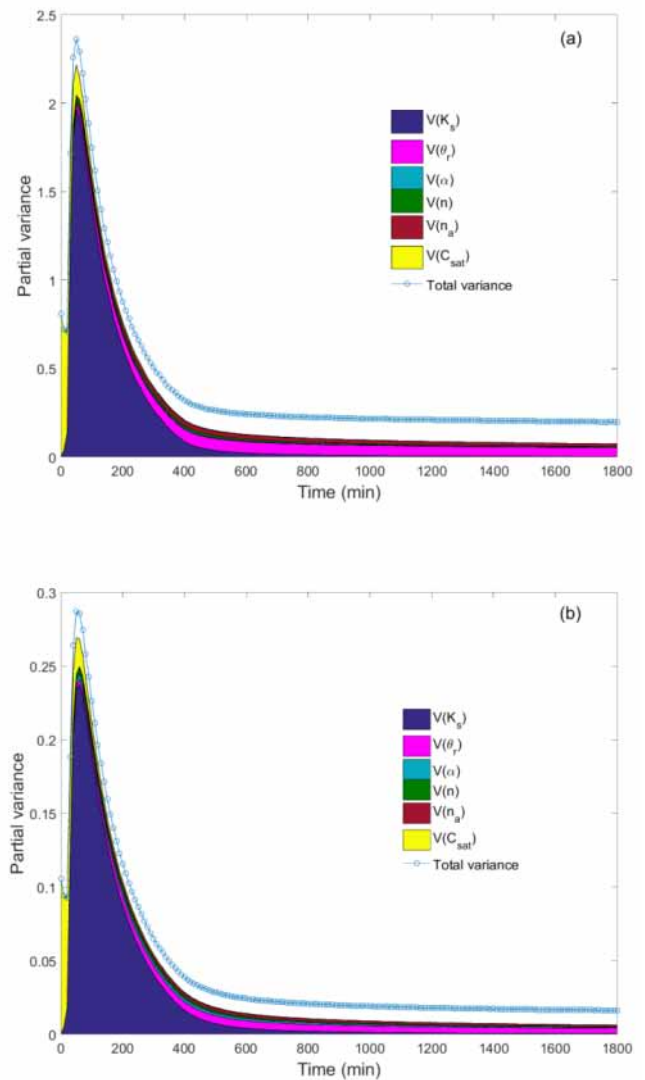 (a)
2.5
2
1.5
1
0.5
0
Partial variance
V(K_s)
V(θ_r)
V(α)
V(n)
V(n_a)
V(C_sat)
Total variance
0 200 400 600 800 1000 1200 1400 1600 1800
Time (min)
(b)
0.3
0.25
0.2
0.15
0.1
0.05
0
Partial variance
V(K_s)
V(θ_r)
V(α)
V(n)
V(n_a)
V(C_sat)
Total variance
0 200 400 600 800 1000 1200 1400 1600 1800
Time (min)